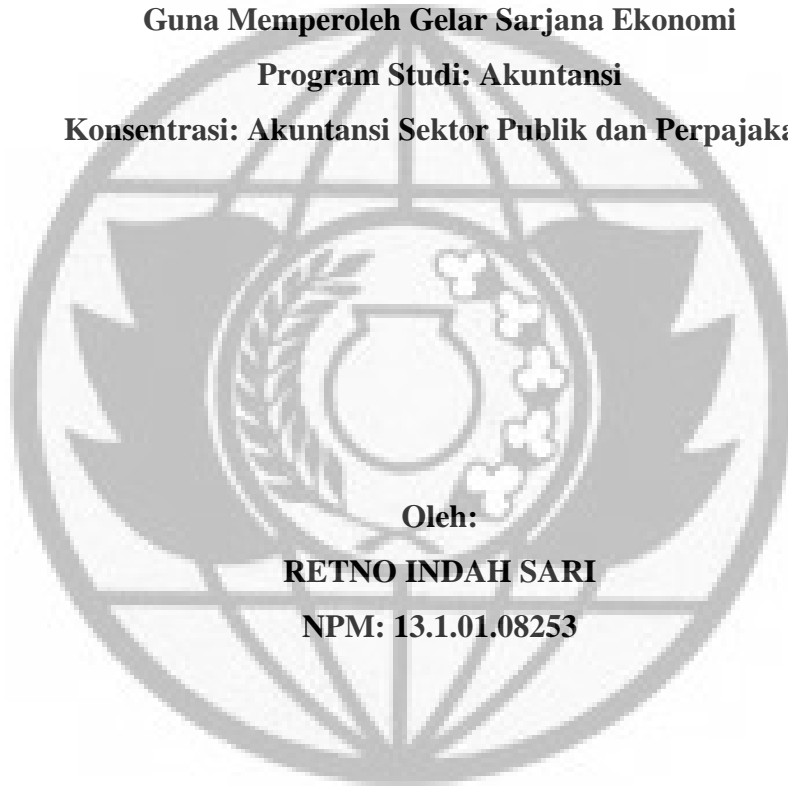 Guna Memperoleh Gelar Sarjana Ekonomi
Program Studi: Akuntansi
Konsentrasi: Akuntansi Sektor Publik dan Perpajaka
Oleh:
RETNO INDAH SARI
NPM: 13.1.01.08253